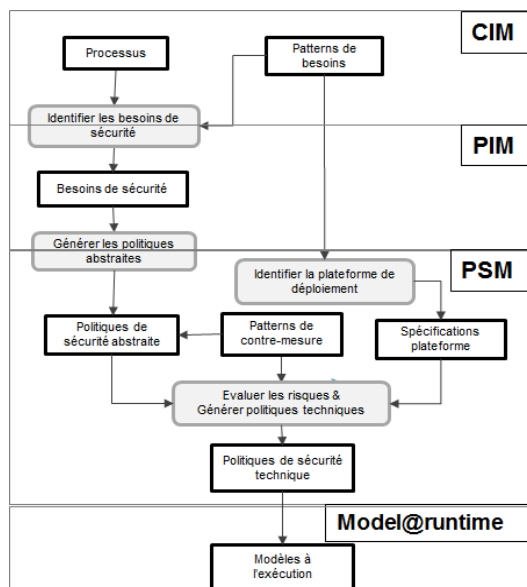 CIM
Processus
Patterns de
besoins
Identifier les besoins de
sécurité
PIM
Besoins de sécurité
Générer les politiques
abstraites
PSM
Identifier la plateforme de
déploiement
Politiques de
sécurité abstraite
Patterns de
contre-mesure
Spécifications
plateforme
Evaluer les risques &
Générer politiques techniques
Politiques de sécurité
technique
Model@runtime
Modèles à
l'exécution